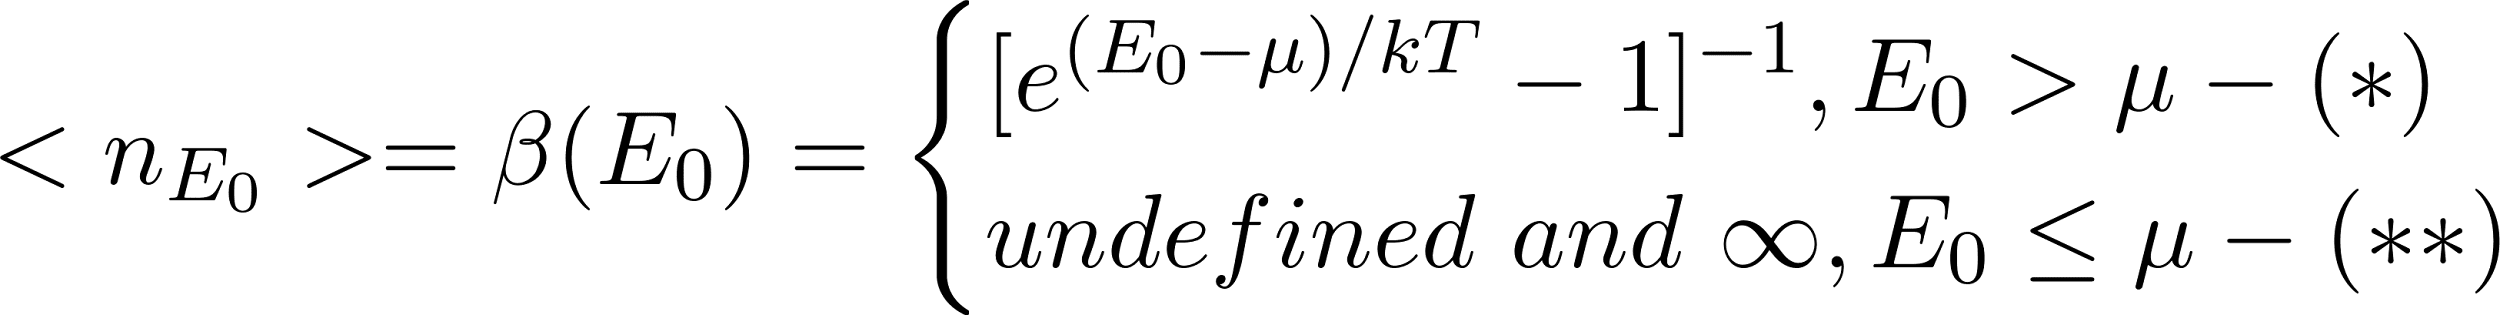 < n_{E_0} >= β(E_0) = { [e^{(E_0−μ)/kT} − 1]^{−1} , E_0 > μ − (∗)
undefined and ∝, E_0 ≤ μ − (∗∗)